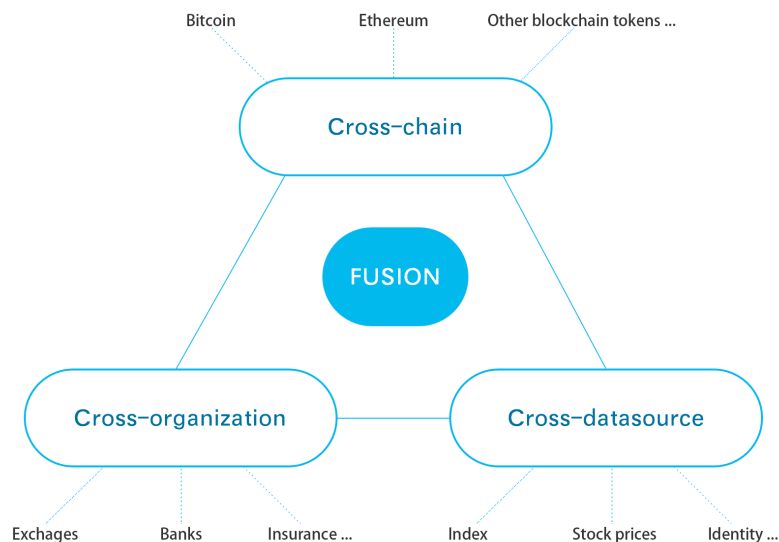 Bitcoin
Ethereum
Other blockchain tokens ...
Cross-chain
FUSION
Cross-organization
Cross-datasource
Exchages
Banks
Insurance ...
Index
Stock prices
Identity ...